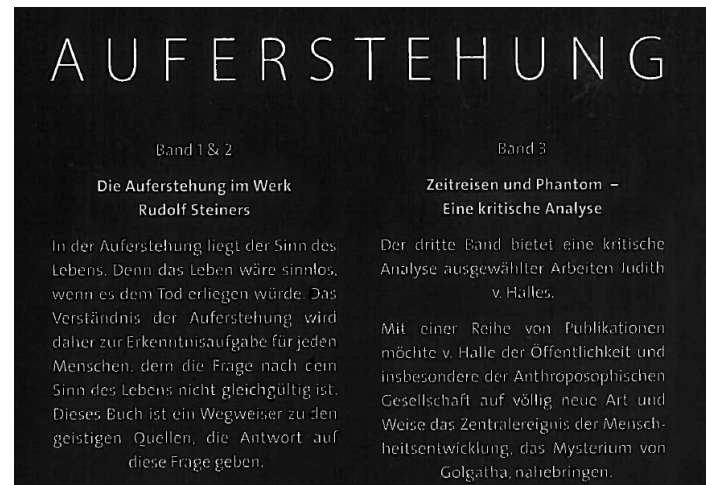 AUFERSTEHUNG
Band 1 & 2
Die Auferstehung im Werk
Rudolf Steiners
In der Auferstehung liegt der Sinn des
Lebens. Denn das Leben wäre sinnlos,
wenn es dem Tod erliegen würde. Das
Verständnis der Auferstehung wird
daher zur Erkenntnisaufgabe für jeden
Menschen, dem die Frage nach dem
Sinn des Lebens nicht gleichgültig ist.
Dieses Buch ist ein Wegweiser zu den
geistigen Quellen, die Antwort auf
diese Frage geben.
Band 3
Zeitreisen und Phantom –
Eine kritische Analyse
Der dritte Band bietet eine kritische
Analyse ausgewählter Arbeiten Judith
v. Halles.
Mit einer Reihe von Publikationen
möchte v. Halle der Öffentlichkeit und
insbesondere der Anthroposophischen
Gesellschaft auf völlig neue Art und
Weise das Zentralereignis der Mensch-
heitsentwicklung, das Mysterium von
Golgatha, nahebringen.